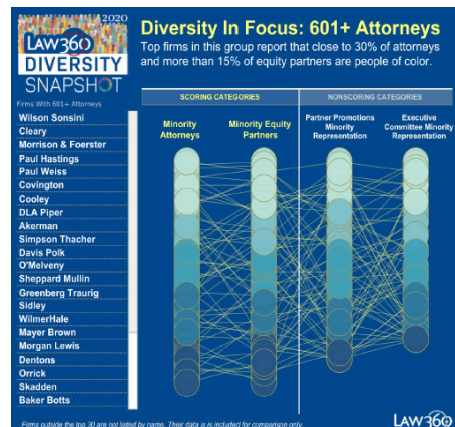 2020
LAW360
DIVERSITY
SNAPSHOT
Diversity In Focus: 601+ Attorneys
Top firms in this group report that close to 30% of attorneys
and more than 15% of equity partners are people of color.
Firms With 601+ Attorneys
Wilson Sonsini
Cleary
Morrison & Foerster
Paul Hastings
Paul Weiss
Covington
Cooley
DLA Piper
Akerman
Simpson Thacher
Davis Polk
O'Melveny
Sheppard Mullin
Greenberg Traurig
Sidley
WilmerHale
Mayer Brown
Morgan Lewis
Dentons
Orrick
Skadden
Baker Botts
SCORING CATEGORIES
NONSCORING CATEGORIES
Minority
Attorneys
Minority Equity
Partners
Partner Promotions
Minority
Representation
Executive
Committee Minority
Representation
Firms outside the top 30 are not listed by name. Their data is is included for comparison only.
LAW360